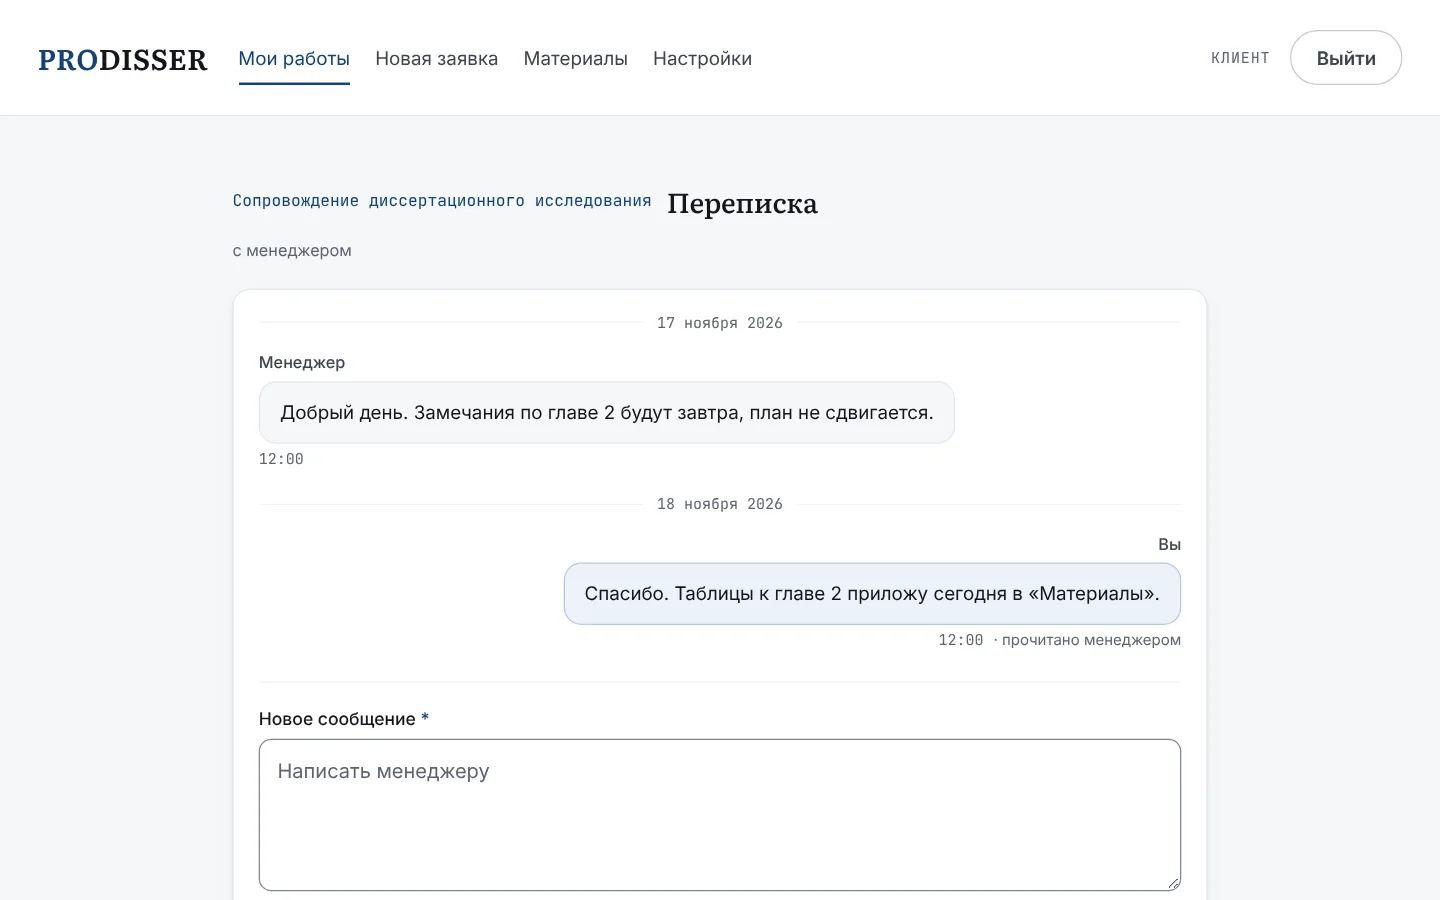 PRODISSER Мои работы Новая заявка Материалы Настройки КЛИЕНТ Выйти
Сопровождение диссертационного исследования Переписка
с менеджером
17 ноября 2026
Менеджер
Добрый день. Замечания по главе 2 будут завтра, план не сдвигается.
12:00
18 ноября 2026
Вы
Спасибо. Таблицы к главе 2 приложу сегодня в «Материалы».
12:00 · прочитано менеджером
Новое сообщение *
Написать менеджеру